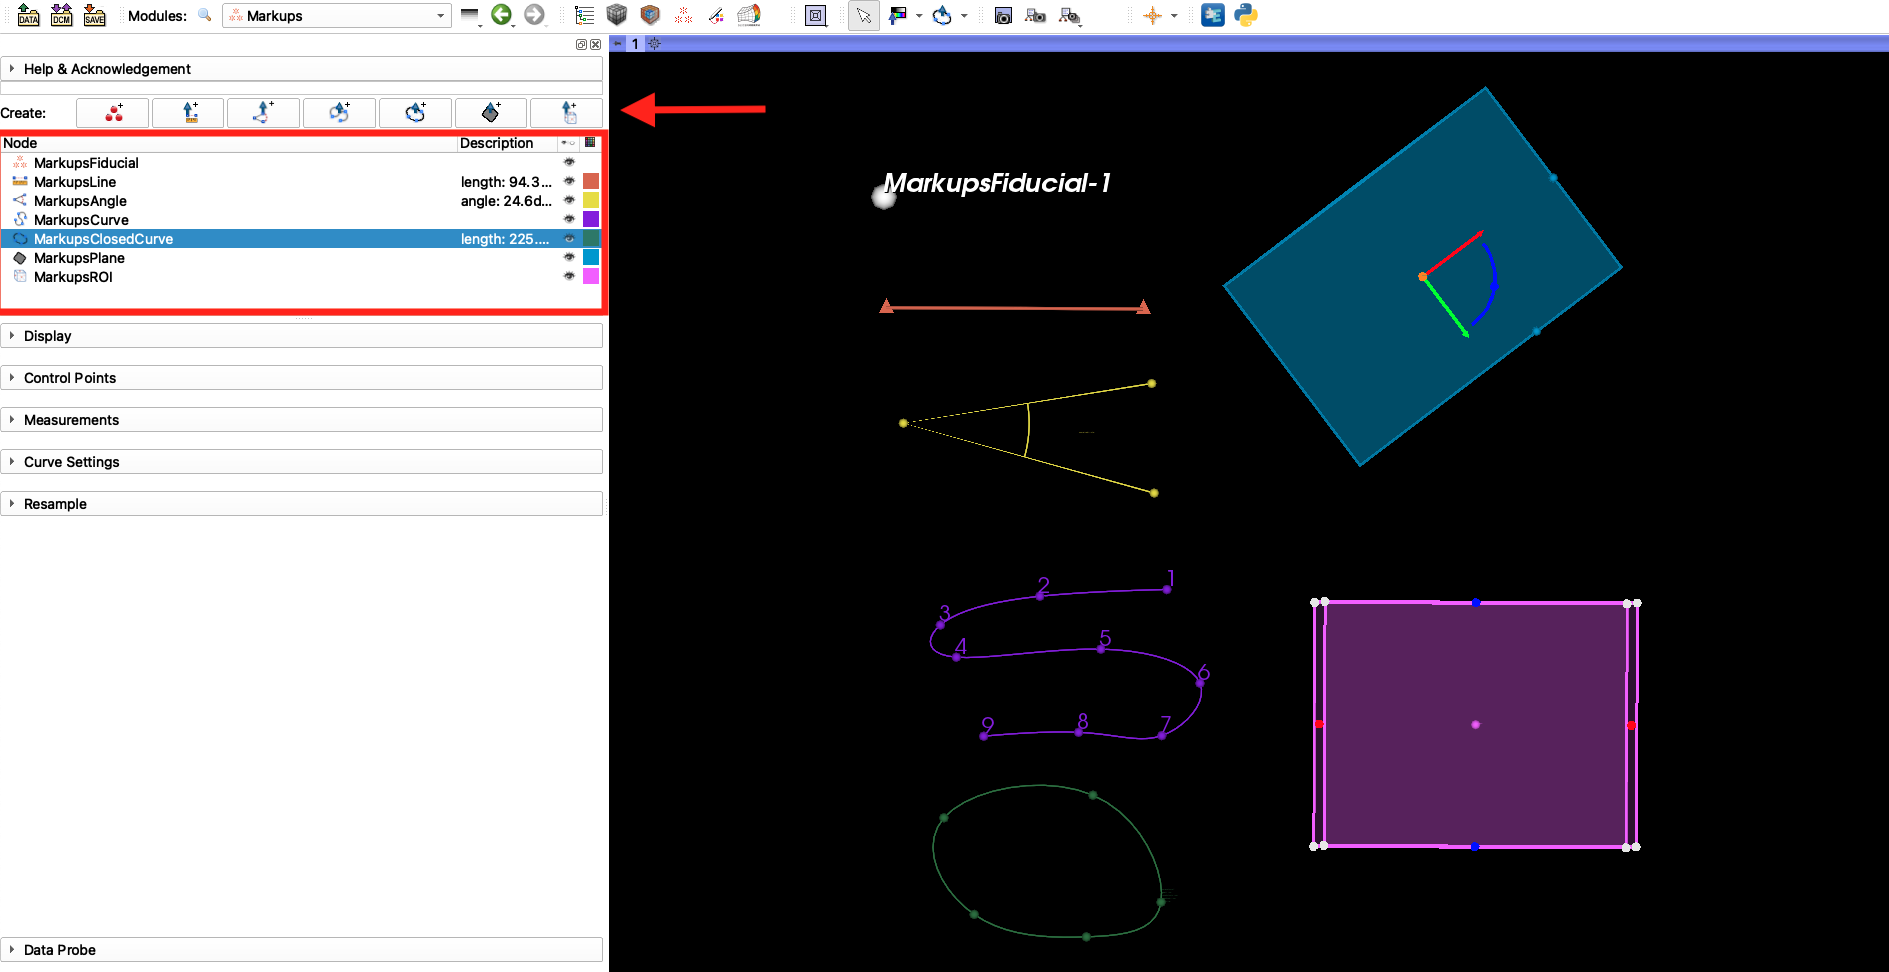 DATA DCM SAVE Modules: Markups
1
Help & Acknowledgement
Create:
Node Description
MarkupsFiducial
MarkupsLine length: 94.3...
MarkupsAngle angle: 24.6d...
MarkupsCurve
MarkupsClosedCurve length: 225....
MarkupsPlane
MarkupsROI
Display
Control Points
Measurements
Curve Settings
Resample
Data Probe
MarkupsFiducial-1
1
2
3
4
5
6
7
8
9